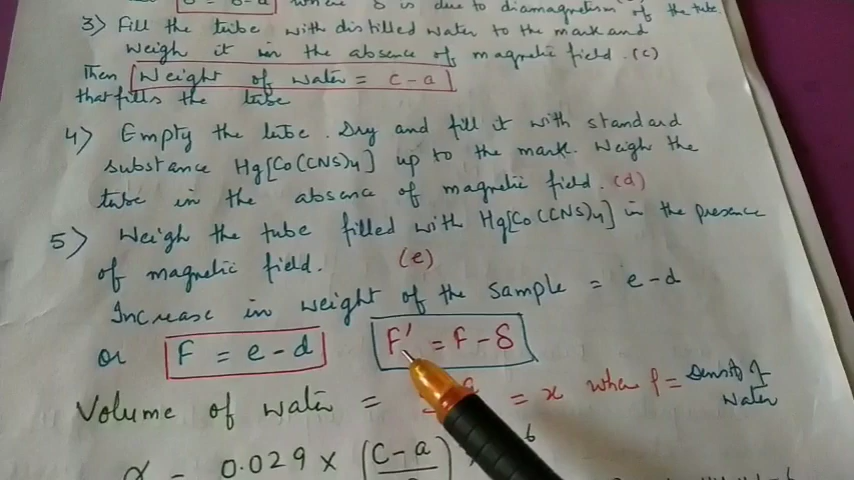 δ = b-a where δ is due to diamagnetism of the tube.
3) Fill the tube with distilled water to the mark and
weigh it in the absence of magnetic field. (c)
Then Weight of water = c-a
that fills the tube
4) Empty the tube. Dry and fill it with standard
substance Hg[Co(CNS)4] up to the mark. Weigh the
tube in the absence of magnetic field. (d)
5) Weigh the tube filled with Hg[Co(CNS)4] in the presence
of magnetic field. (e)
Increase in weight of the sample = e-d
or F = e-d F' = F-δ
Volume of water = = x where ρ = Density of
Water
α = 0.029 × (c-a